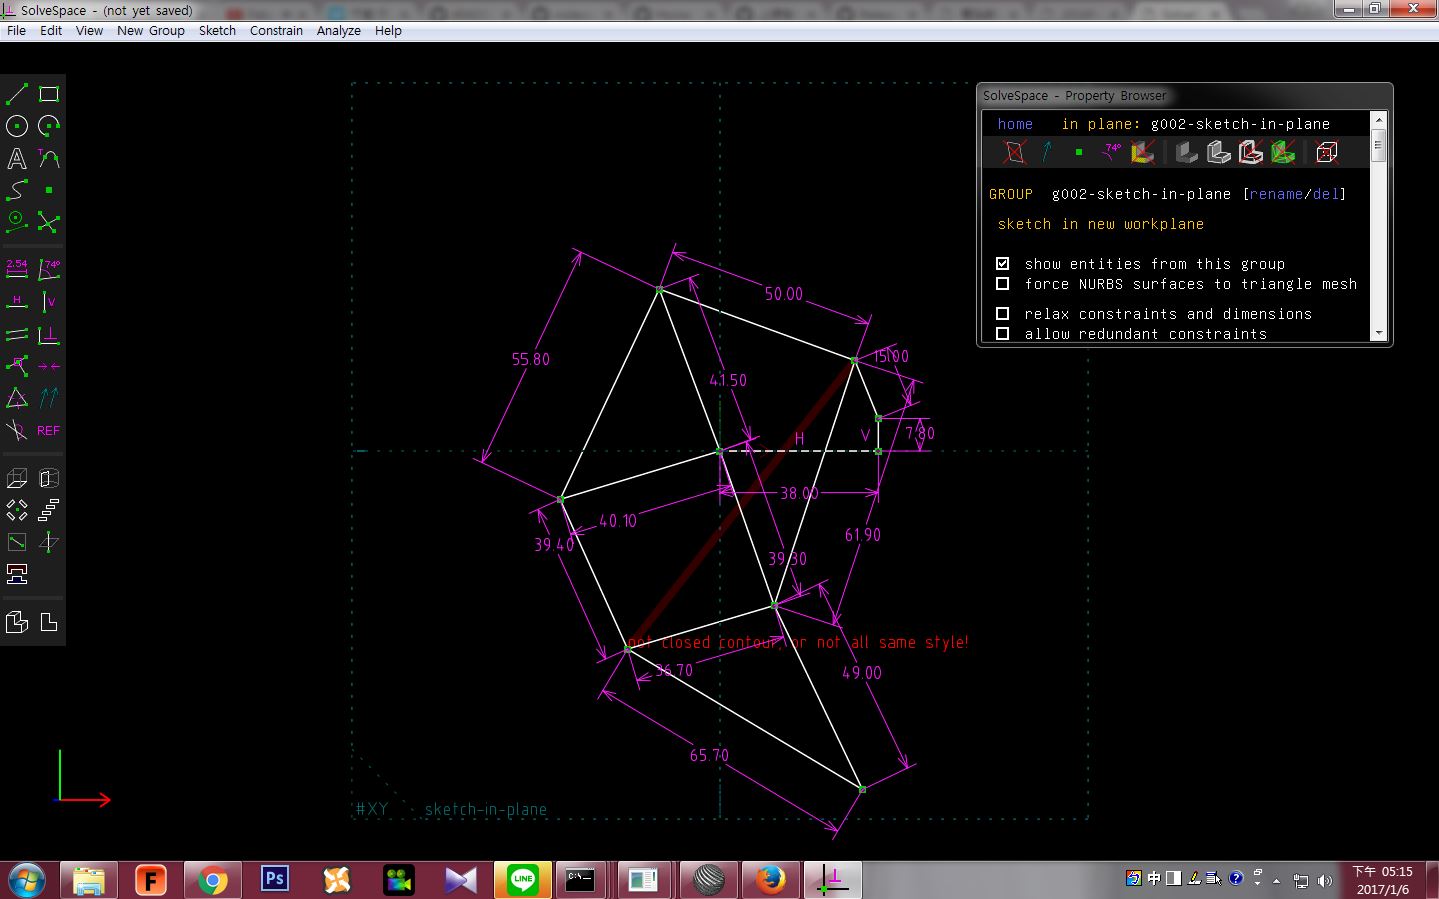 SolveSpace - (not yet saved)
File Edit View New Group Sketch Constrain Analyze Help
SolveSpace - Property Browser
home in plane: g002-sketch-in-plane
74°
GROUP g002-sketch-in-plane [rename/del]
sketch in new workplane
show entities from this group
force NURBS surfaces to triangle mesh
relax constraints and dimensions
allow redundant constraints
A T
2.54 74°
H V
REF
50.00
55.80
15.00
41.50
H V 7.80
38.00
40.10
61.90
39.40
39.30
not closed contour, or not all same style!
36.70
49.00
65.70
#XY sketch-in-plane
F
Ps
LINE
C:\.
中
?
下午 05:15
2017/1/6